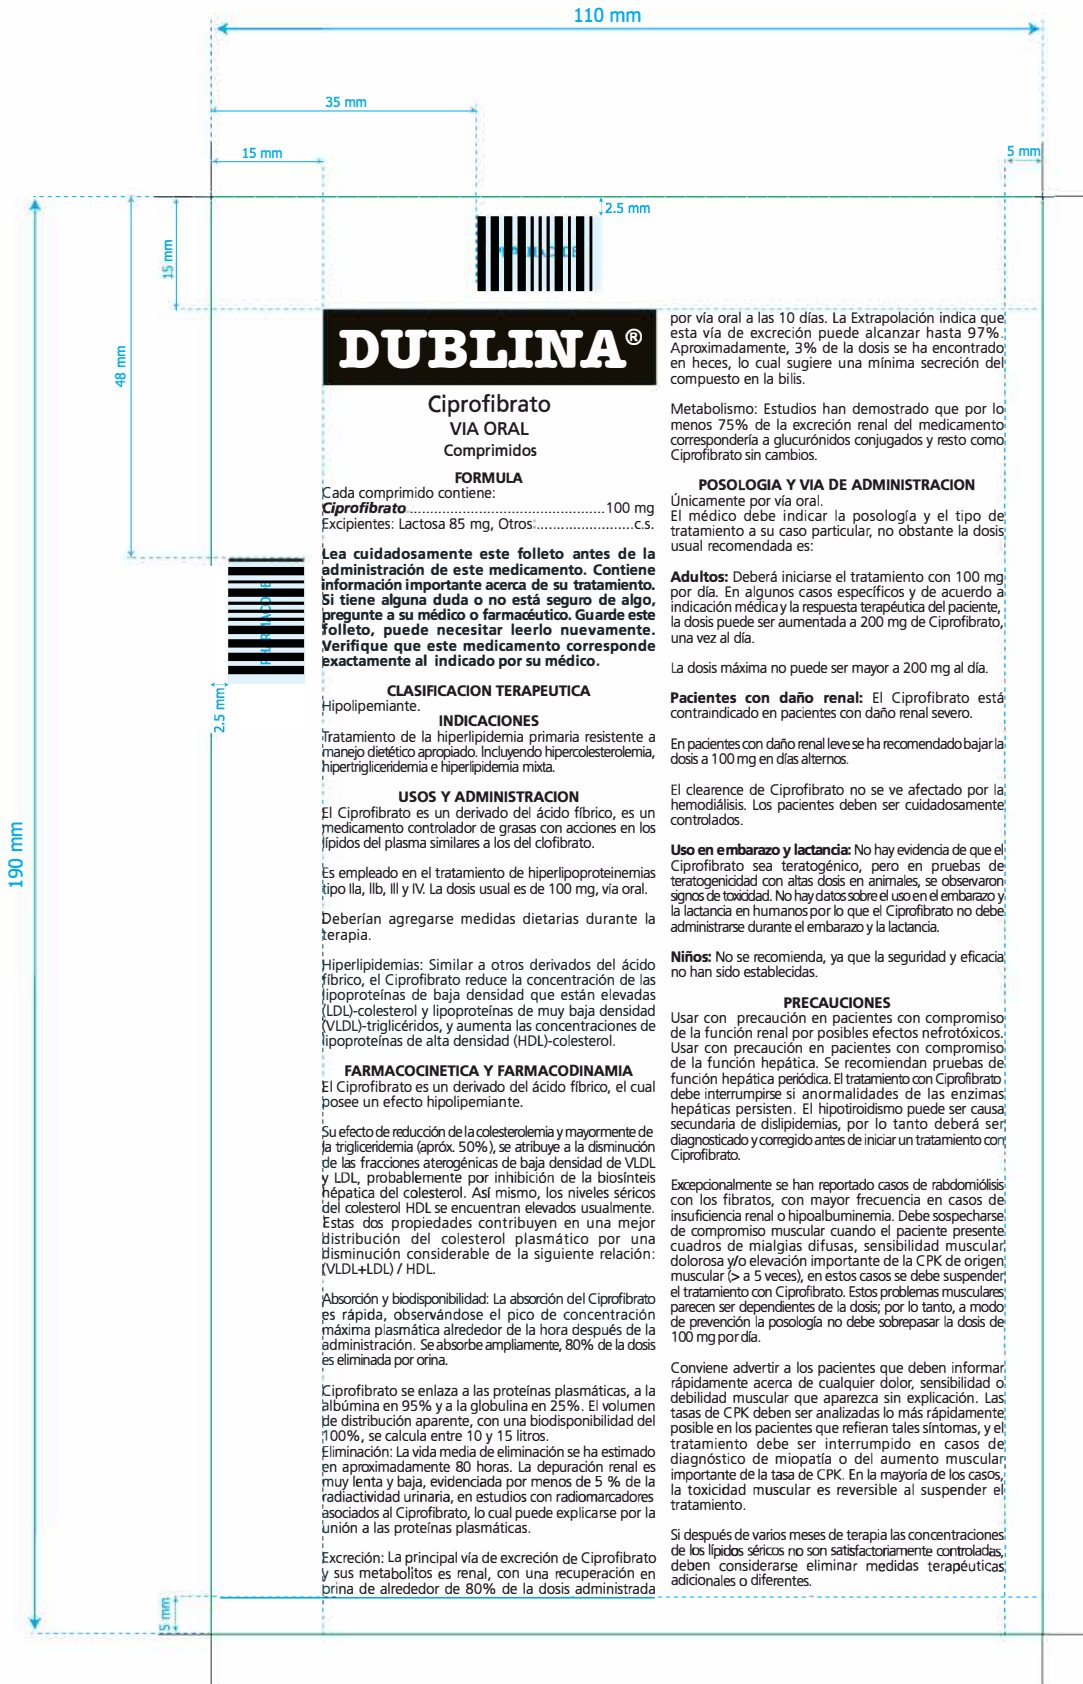 110 mm
35 mm
15 mm
5 mm
2.5 mm
15 mm
48 mm
190 mm
2.5 mm
5 mm
PHARMACODE
DUBLINA®
Ciprofibrato
VIA ORAL
Comprimidos
FORMULA
Cada comprimido contiene:
Ciprofibrato................................................100 mg
Excipientes: Lactosa 85 mg, Otros:........................c.s.
Lea cuidadosamente este folleto antes de la
administración de este medicamento. Contiene
información importante acerca de su tratamiento.
Si tiene alguna duda o no está seguro de algo,
pregunte a su médico o farmacéutico. Guarde este
folleto, puede necesitar leerlo nuevamente.
Verifique que este medicamento corresponde
exactamente al indicado por su médico.
CLASIFICACION TERAPEUTICA
Hipolipemiante.
INDICACIONES
Tratamiento de la hiperlipidemia primaria resistente a
manejo dietético apropiado. Incluyendo hipercolesterolemia,
hipertrigliceridemia e hiperlipidemia mixta.
USOS Y ADMINISTRACION
El Ciprofibrato es un derivado del ácido fíbrico, es un
medicamento controlador de grasas con acciones en los
lípidos del plasma similares a los del clofibrato.
Es empleado en el tratamiento de hiperlipoproteinemias
tipo IIa, IIb, III y IV. La dosis usual es de 100 mg, vía oral.
Deberían agregarse medidas dietarias durante la
terapia.
Hiperlipidemias: Similar a otros derivados del ácido
fíbrico, el Ciprofibrato reduce la concentración de las
lipoproteínas de baja densidad que están elevadas
(LDL)-colesterol y lipoproteínas de muy baja densidad
(VLDL)-triglicéridos, y aumenta las concentraciones de
lipoproteínas de alta densidad (HDL)-colesterol.
FARMACOCINETICA Y FARMACODINAMIA
El Ciprofibrato es un derivado del ácido fíbrico, el cual
posee un efecto hipolipemiante.
Su efecto de reducción de la colesterolemia y mayormente de
la trigliceridemia (apróx. 50%), se atribuye a la disminución
de las fracciones aterogénicas de baja densidad de VLDL
y LDL, probablemente por inhibición de la biosínteis
hépatica del colesterol. Así mismo, los niveles séricos
del colesterol HDL se encuentran elevados usualmente.
Estas dos propiedades contribuyen en una mejor
distribución del colesterol plasmático por una
disminución considerable de la siguiente relación:
(VLDL+LDL) / HDL.
Absorción y biodisponibilidad: La absorción del Ciprofibrato
es rápida, observándose el pico de concentración
máxima plasmática alrededor de la hora después de la
administración. Se absorbe ampliamente, 80% de la dosis
es eliminada por orina.
Ciprofibrato se enlaza a las proteínas plasmáticas, a la
albúmina en 95% y a la globulina en 25%. El volumen
de distribución aparente, con una biodisponibilidad del
100%, se calcula entre 10 y 15 litros.
Eliminación: La vida media de eliminación se ha estimado
en aproximadamente 80 horas. La depuración renal es
muy lenta y baja, evidenciada por menos de 5 % de la
radiactividad urinaria, en estudios con radiomarcadores
asociados al Ciprofibrato, lo cual puede explicarse por la
unión a las proteínas plasmáticas.
Excreción: La principal vía de excreción de Ciprofibrato
y sus metabolitos es renal, con una recuperación en
orina de alrededor de 80% de la dosis administrada
por vía oral a las 10 días. La Extrapolación indica que
esta vía de excreción puede alcanzar hasta 97%.
Aproximadamente, 3% de la dosis se ha encontrado
en heces, lo cual sugiere una mínima secreción del
compuesto en la bilis.
Metabolismo: Estudios han demostrado que por lo
menos 75% de la excreción renal del medicamento
correspondería a glucurónidos conjugados y resto como
Ciprofibrato sin cambios.
POSOLOGIA Y VIA DE ADMINISTRACION
Únicamente por vía oral.
El médico debe indicar la posología y el tipo de
tratamiento a su caso particular, no obstante la dosis
usual recomendada es:
Adultos: Deberá iniciarse el tratamiento con 100 mg
por día. En algunos casos específicos y de acuerdo a
indicación médica y la respuesta terapéutica del paciente,
la dosis puede ser aumentada a 200 mg de Ciprofibrato,
una vez al día.
La dosis máxima no puede ser mayor a 200 mg al día.
Pacientes con daño renal: El Ciprofibrato está
contraindicado en pacientes con daño renal severo.
En pacientes con daño renal leve se ha recomendado bajar la
dosis a 100 mg en días alternos.
El clearence de Ciprofibrato no se ve afectado por la
hemodiálisis. Los pacientes deben ser cuidadosamente
controlados.
Uso en embarazo y lactancia: No hay evidencia de que el
Ciprofibrato sea teratogénico, pero en pruebas de
teratogenicidad con altas dosis en animales, se observaron
signos de toxicidad. No hay datos sobre el uso en el embarazo y
la lactancia en humanos por lo que el Ciprofibrato no debe
administrarse durante el embarazo y la lactancia.
Niños: No se recomienda, ya que la seguridad y eficacia
no han sido establecidas.
PRECAUCIONES
Usar con precaución en pacientes con compromiso
de la función renal por posibles efectos nefrotóxicos.
Usar con precaución en pacientes con compromiso
de la función hepática. Se recomiendan pruebas de
función hepática periódica. El tratamiento con Ciprofibrato
debe interrumpirse si anormalidades de las enzimas
hepáticas persisten. El hipotiroidismo puede ser causa
secundaria de dislipidemias, por lo tanto deberá ser
diagnosticado y corregido antes de iniciar un tratamiento con
Ciprofibrato.
Excepcionalmente se han reportado casos de rabdomiólisis
con los fibratos, con mayor frecuencia en casos de
insuficiencia renal o hipoalbuminemia. Debe sospecharse
de compromiso muscular cuando el paciente presente
cuadros de mialgias difusas, sensibilidad muscular
dolorosa y/o elevación importante de la CPK de origen
muscular (> a 5 veces), en estos casos se debe suspender
el tratamiento con Ciprofibrato. Estos problemas musculares
parecen ser dependientes de la dosis; por lo tanto, a modo
de prevención la posología no debe sobrepasar la dosis de
100 mg por día.
Conviene advertir a los pacientes que deben informar
rápidamente acerca de cualquier dolor, sensibilidad o
debilidad muscular que aparezca sin explicación. Las
tasas de CPK deben ser analizadas lo más rápidamente
posible en los pacientes que refieran tales síntomas, y el
tratamiento debe ser interrumpido en casos de
diagnóstico de miopatía o del aumento muscular
importante de la tasa de CPK. En la mayoría de los casos,
la toxicidad muscular es reversible al suspender el
tratamiento.
Si después de varios meses de terapia las concentraciones
de los lípidos séricos no son satisfactoriamente controladas,
deben considerarse eliminar medidas terapéuticas
adicionales o diferentes.